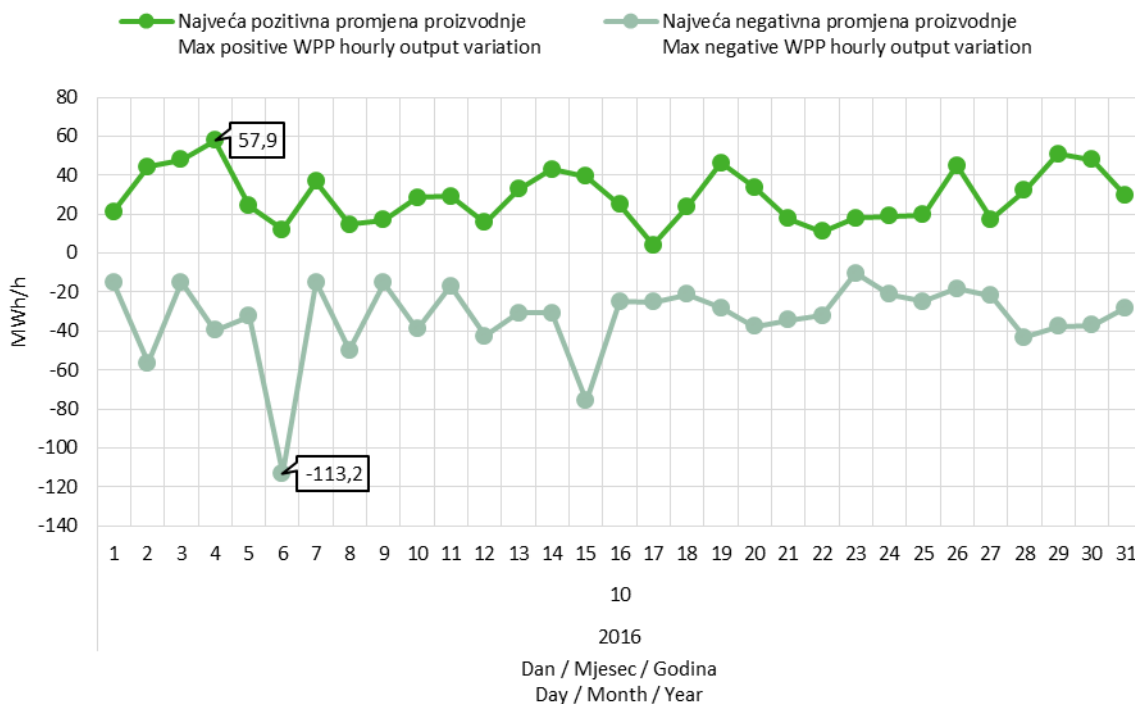 Najveća pozitivna promjena proizvodnje
Max positive WPP hourly output variation
Najveća negativna promjena proizvodnje
Max negative WPP hourly output variation
MWh/h
80
60
40
20
0
-20
-40
-60
-80
-100
-120
-140
57,9
-113,2
1 2 3 4 5 6 7 8 9 10 11 12 13 14 15 16 17 18 19 20 21 22 23 24 25 26 27 28 29 30 31
10
2016
Dan / Mjesec / Godina
Day / Month / Year